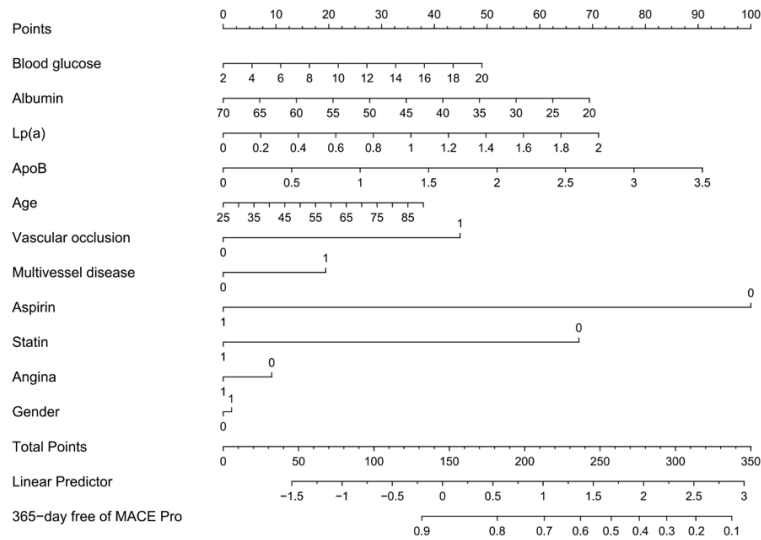 0 10 20 30 40 50 60 70 80 90 100
Points
Blood glucose
2 4 6 8 10 12 14 16 18 20
Albumin
70 65 60 55 50 45 40 35 30 25 20
Lp(a)
0 0.2 0.4 0.6 0.8 1 1.2 1.4 1.6 1.8 2
ApoB
0 0.5 1 1.5 2 2.5 3 3.5
Age
25 35 45 55 65 75 85
1
Vascular occlusion
0
1
Multivessel disease
0
0
Aspirin
1
0
Statin
1
0
Angina
1
1
Gender
0
Total Points
0 50 100 150 200 250 300 350
Linear Predictor
−1.5 −1 −0.5 0 0.5 1 1.5 2 2.5 3
365−day free of MACE Pro
0.9 0.8 0.7 0.6 0.5 0.4 0.3 0.2 0.1